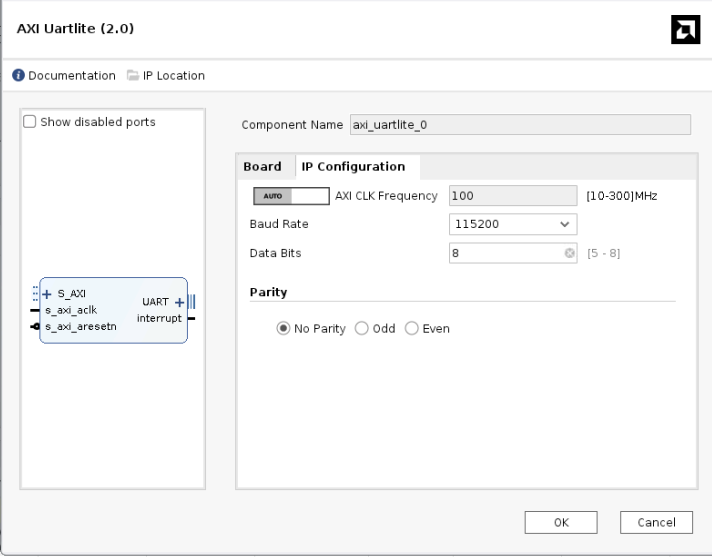 AXI Uartlite (2.0)
Documentation IP Location
Show disabled ports
S_AXI
s_axi_aclk
s_axi_aresetn
UART
interrupt
Component Name axi_uartlite_0
Board IP Configuration
AUTO AXI CLK Frequency 100 [10-300]MHz
Baud Rate 115200
Data Bits 8 [5 - 8]
Parity
No Parity Odd Even
OK Cancel